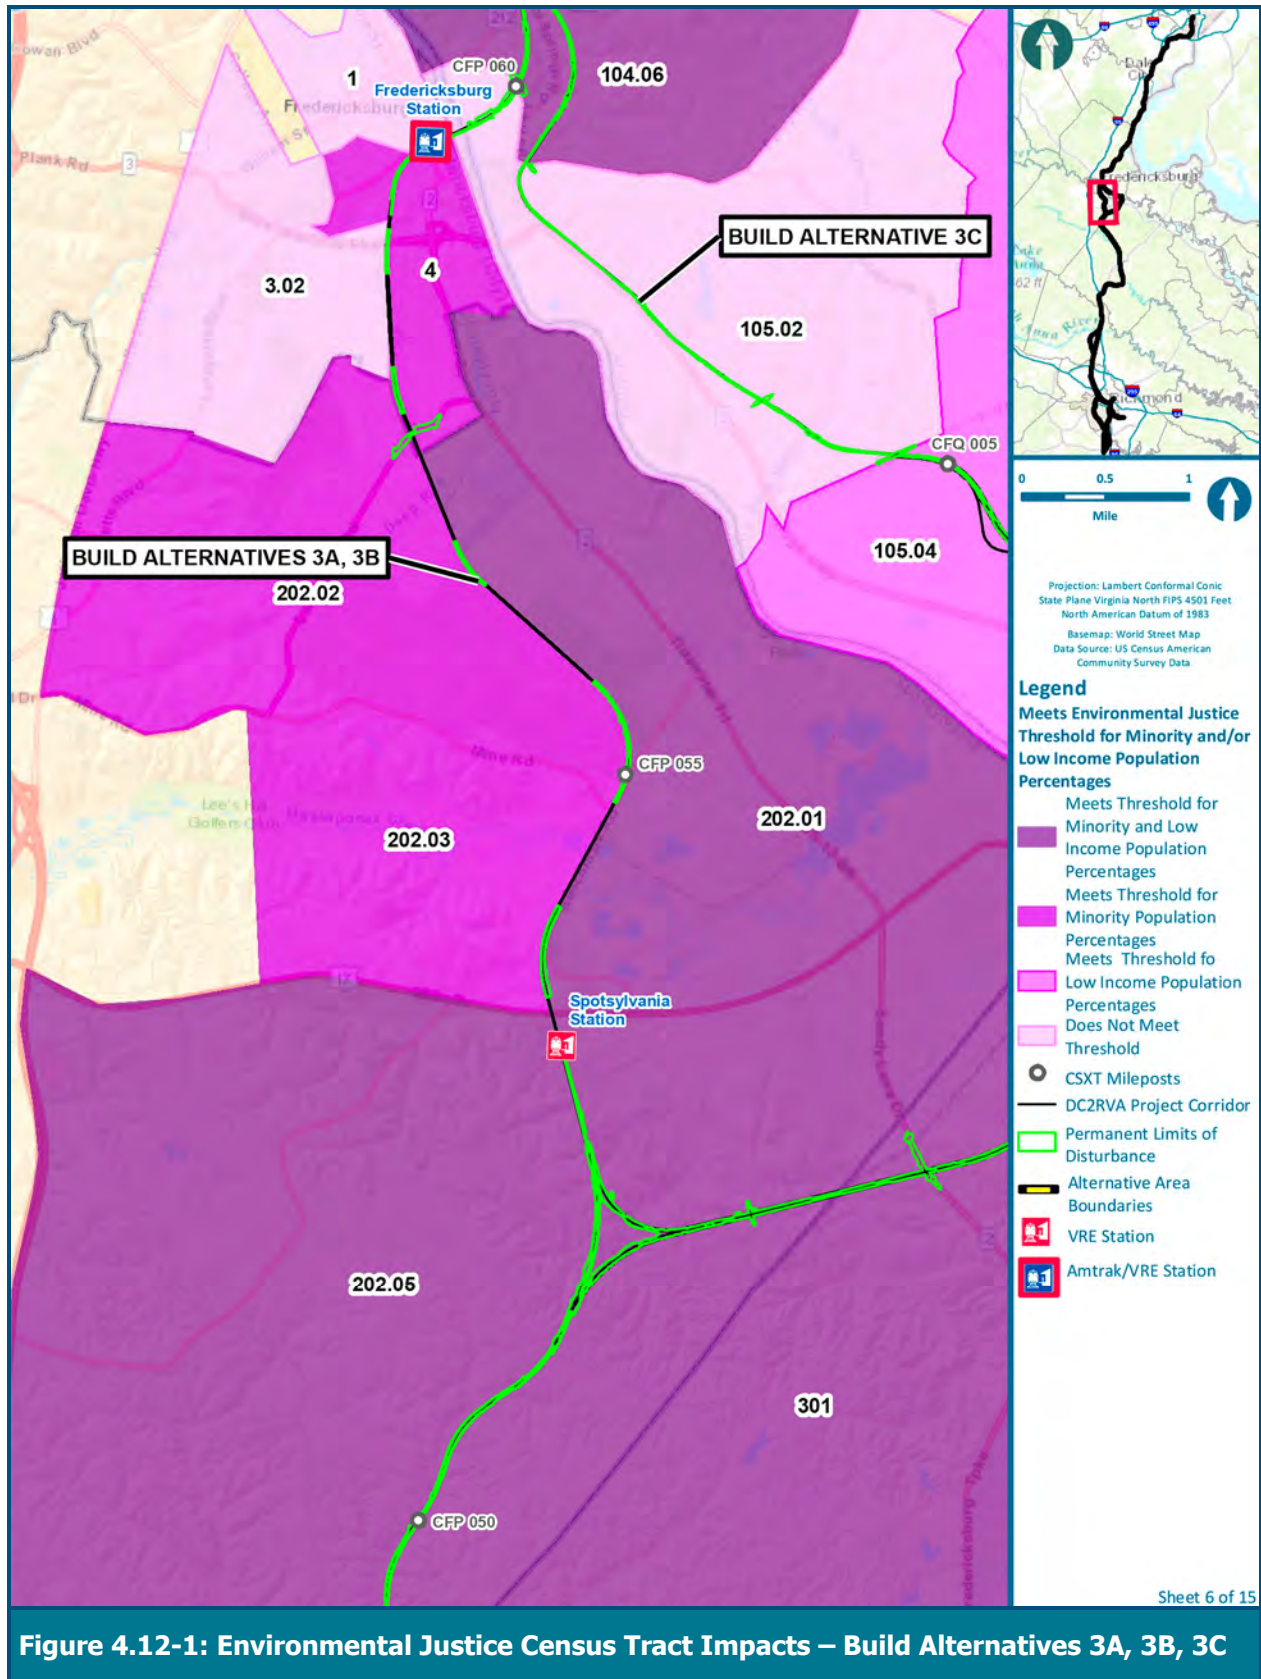 1
CFP 060
Fredericksburg
Station
104.06
Fredericksburg
Plank Rd
3
2
BUILD ALTERNATIVE 3C
4
3.02
105.02
CFQ 005
105.04
BUILD ALTERNATIVES 3A, 3B
202.02
Mine Rd
CFP 055
202.01
202.03
Spotsylvania
Station
202.05
301
CFP 050
Fredericksburg
Richmond
0 0.5 1
Mile
Projection: Lambert Conformal Conic
State Plane Virginia North FIPS 4501 Feet
North American Datum of 1983
Basemap: World Street Map
Data Source: US Census American
Community Survey Data
Legend
Meets Environmental Justice
Threshold for Minority and/or
Low Income Population
Percentages
Meets Threshold for
Minority and Low
Income Population
Percentages
Meets Threshold for
Minority Population
Percentages
Meets Threshold fo
Low Income Population
Percentages
Does Not Meet
Threshold
CSXT Mileposts
DC2RVA Project Corridor
Permanent Limits of
Disturbance
Alternative Area
Boundaries
VRE Station
Amtrak/VRE Station
Sheet 6 of 15
Figure 4.12-1: Environmental Justice Census Tract Impacts – Build Alternatives 3A, 3B, 3C